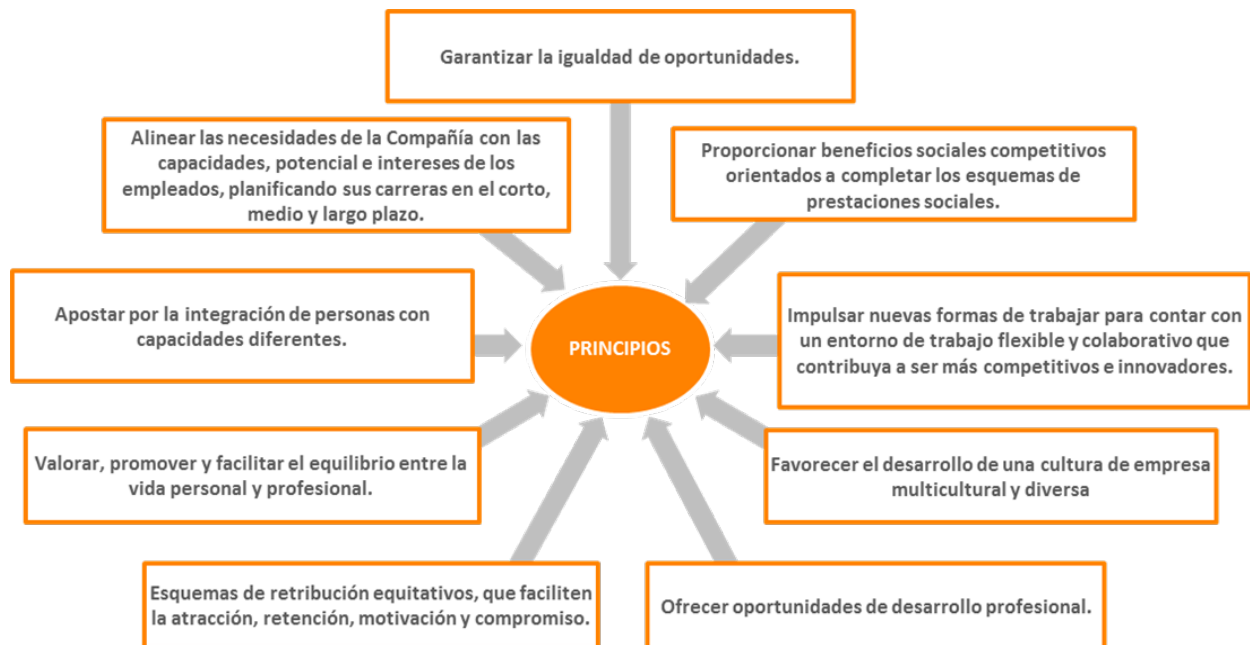 Garantizar la igualdad de oportunidades.
Alinear las necesidades de la Compañía con las
capacidades, potencial e intereses de los
empleados, planificando sus carreras en el corto,
medio y largo plazo.
Proporcionar beneficios sociales competitivos
orientados a completar los esquemas de
prestaciones sociales.
Apostar por la integración de personas con
capacidades diferentes.
PRINCIPIOS
Impulsar nuevas formas de trabajar para contar con
un entorno de trabajo flexible y colaborativo que
contribuya a ser más competitivos e innovadores.
Valorar, promover y facilitar el equilibrio entre la
vida personal y profesional.
Favorecer el desarrollo de una cultura de empresa
multicultural y diversa
Esquemas de retribución equitativos, que faciliten
la atracción, retención, motivación y compromiso.
Ofrecer oportunidades de desarrollo profesional.